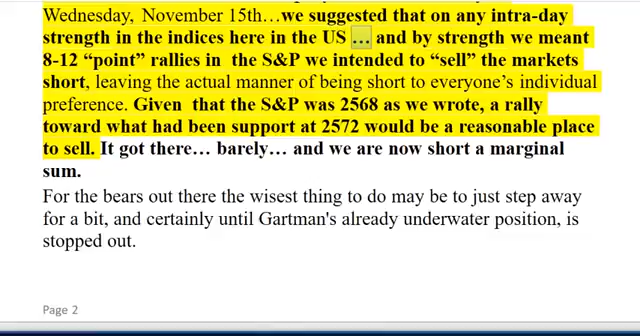 Wednesday, November 15th…we suggested that on any intra-day
strength in the indices here in the US … and by strength we meant
8-12 “point” rallies in the S&P we intended to “sell” the markets
short, leaving the actual manner of being short to everyone’s individual
preference. Given that the S&P was 2568 as we wrote, a rally
toward what had been support at 2572 would be a reasonable place
to sell. It got there… barely… and we are now short a marginal
sum.
For the bears out there the wisest thing to do may be to just step away
for a bit, and certainly until Gartman's already underwater position, is
stopped out.
Page 2